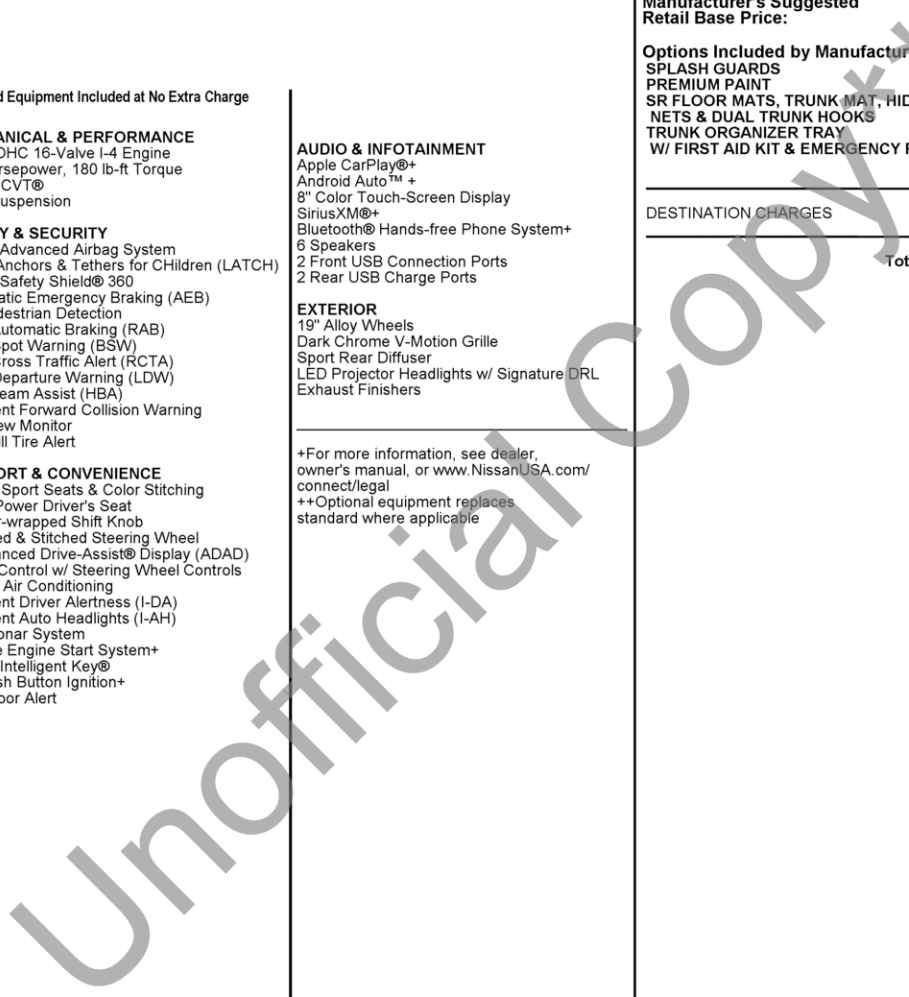 d Equipment Included at No Extra Charge
ANICAL & PERFORMANCE
OHC 16-Valve I-4 Engine
rsepower, 180 lb-ft Torque
CVT®
uspension
Y & SECURITY
Advanced Airbag System
Anchors & Tethers for CHildren (LATCH)
Safety Shield® 360
atic Emergency Braking (AEB)
destrian Detection
utomatic Braking (RAB)
pot Warning (BSW)
ross Traffic Alert (RCTA)
Departure Warning (LDW)
eam Assist (HBA)
ent Forward Collision Warning
ew Monitor
ill Tire Alert
ORT & CONVENIENCE
Sport Seats & Color Stitching
Power Driver's Seat
r-wrapped Shift Knob
ed & Stitched Steering Wheel
anced Drive-Assist® Display (ADAD)
Control w/ Steering Wheel Controls
Air Conditioning
ent Driver Alertness (I-DA)
ent Auto Headlights (I-AH)
onar System
e Engine Start System+
Intelligent Key®
sh Button Ignition+
oor Alert
AUDIO & INFOTAINMENT
Apple CarPlay®+
Android Auto™ +
8" Color Touch-Screen Display
SiriusXM®+
Bluetooth® Hands-free Phone System+
6 Speakers
2 Front USB Connection Ports
2 Rear USB Charge Ports
EXTERIOR
19" Alloy Wheels
Dark Chrome V-Motion Grille
Sport Rear Diffuser
LED Projector Headlights w/ Signature DRL
Exhaust Finishers
+For more information, see dealer,
owner's manual, or www.NissanUSA.com/
connect/legal
++Optional equipment replaces
standard where applicable
Manufacturer's Suggested
Retail Base Price:
Options Included by Manufactur
SPLASH GUARDS
PREMIUM PAINT
SR FLOOR MATS, TRUNK MAT, HID
NETS & DUAL TRUNK HOOKS
TRUNK ORGANIZER TRAY
W/ FIRST AID KIT & EMERGENCY
DESTINATION CHARGES
Tot
Unofficial Copy**